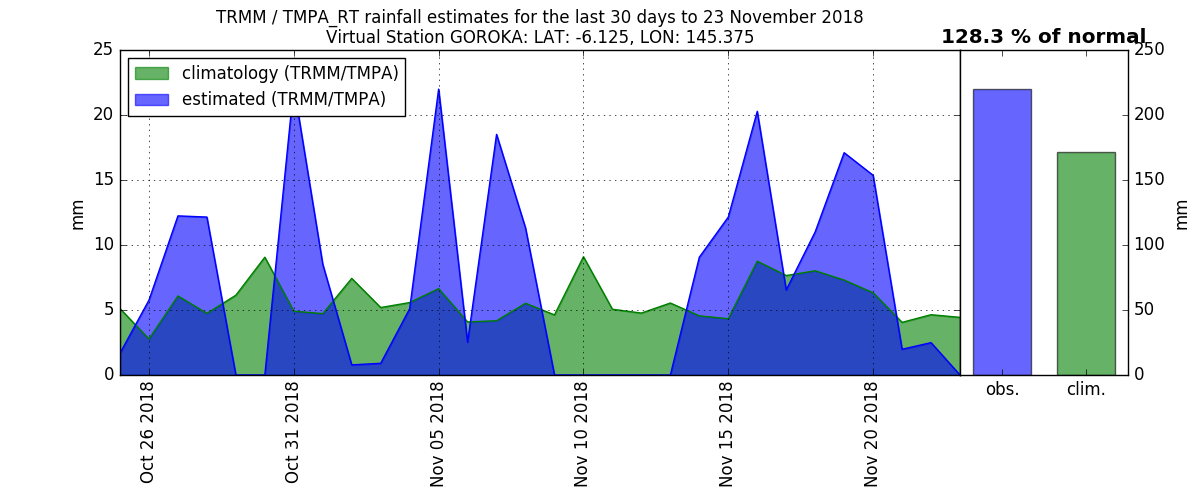 TRMM / TMPA_RT rainfall estimates for the last 30 days to 23 November 2018
Virtual Station GOROKA: LAT: -6.125, LON: 145.375
128.3 % of normal
climatology (TRMM/TMPA)
estimated (TRMM/TMPA)
25
20
15
10
5
0
mm
250
200
150
100
50
0
mm
Oct 26 2018
Oct 31 2018
Nov 05 2018
Nov 10 2018
Nov 15 2018
Nov 20 2018
obs.
clim.